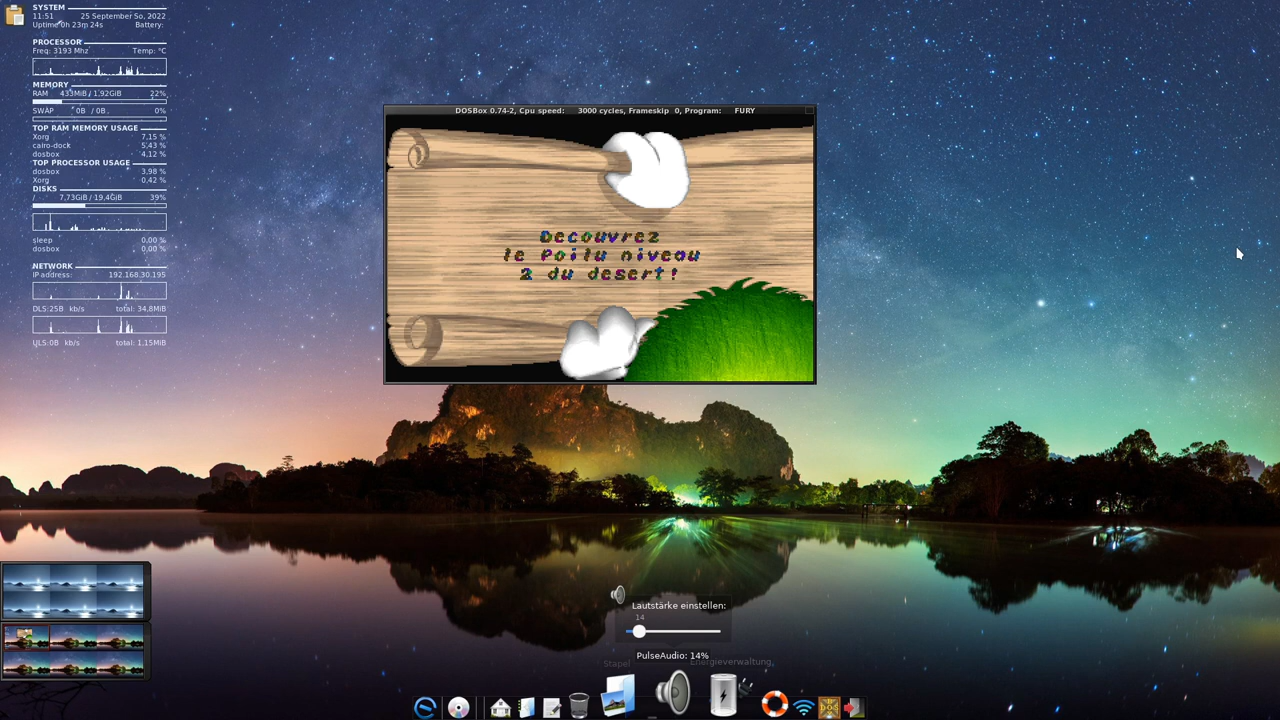 SYSTEM
11:51 25 September So, 2022
Uptime 0h 23m 24s Battery:
PROCESSOR
Freq: 3193 Mhz Temp: °C
MEMORY
RAM 433MiB / 1,92GiB 22%
SWAP 0B / 0B 0%
TOP RAM MEMORY USAGE
Xorg 7,15 %
cairo-dock 5,43 %
dosbox 4,12 %
TOP PROCESSOR USAGE
dosbox 3,98 %
Xorg 0,42 %
DISKS
/ 7,73GiB / 19,4GiB 39%
sleep 0,00 %
dosbox 0,00 %
NETWORK
IP address: 192.168.30.195
DLS:25B kb/s total: 34,8MiB
ULS:0B kb/s total: 1,15MiB
DOSBox 0.74-2, Cpu speed: 3000 cycles, Frameskip 0, Program: FURY
Decouvrez
le Poilu niveau
2 du desert!
Lautstärke einstellen:
14
PulseAudio: 14%
Stapel
Energieverwaltung,
DOS